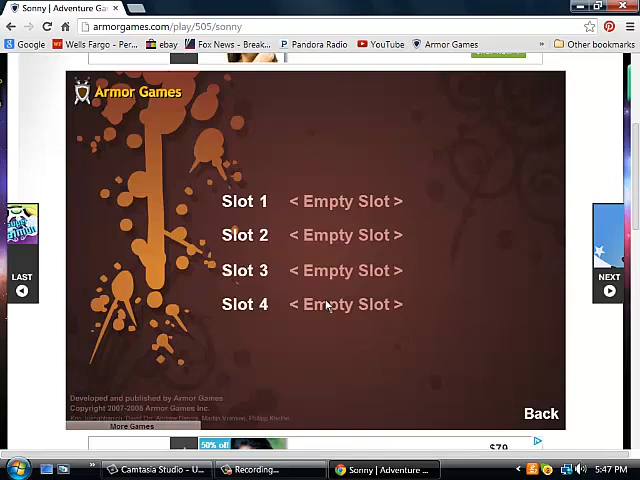 Sonny | Adventure Ga
armorgames.com/play/505/sonny
Google Wells Fargo - Per... ebay Fox News - Break... Pandora Radio YouTube Armor Games » Other bookmarks
Armor Games
Slot 1 < Empty Slot >
Slot 2 < Empty Slot >
Slot 3 < Empty Slot >
Slot 4 < Empty Slot >
LAST
NEXT
Developed and published by Armor Games
Copyright 2007-2008 Armor Games Inc.
Back
More Games
50% off
$79
Camtasia Studio - U...
Recording...
Sonny | Adventure ...
5:47 PM